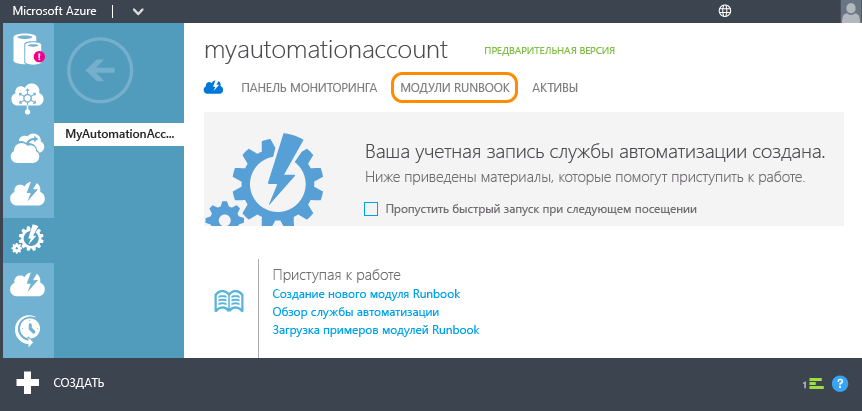 Microsoft Azure
myautomationaccount ПРЕДВАРИТЕЛЬНАЯ ВЕРСИЯ
ПАНЕЛЬ МОНИТОРИНГА МОДУЛИ RUNBOOK АКТИВЫ
MyAutomationAcc...
Ваша учетная запись службы автоматизации создана.
Ниже приведены материалы, которые помогут приступить к работе.
Пропустить быстрый запуск при следующем посещении
Приступая к работе
Создание нового модуля Runbook
Обзор службы автоматизации
Загрузка примеров модулей Runbook
СОЗДАТЬ
1 ?